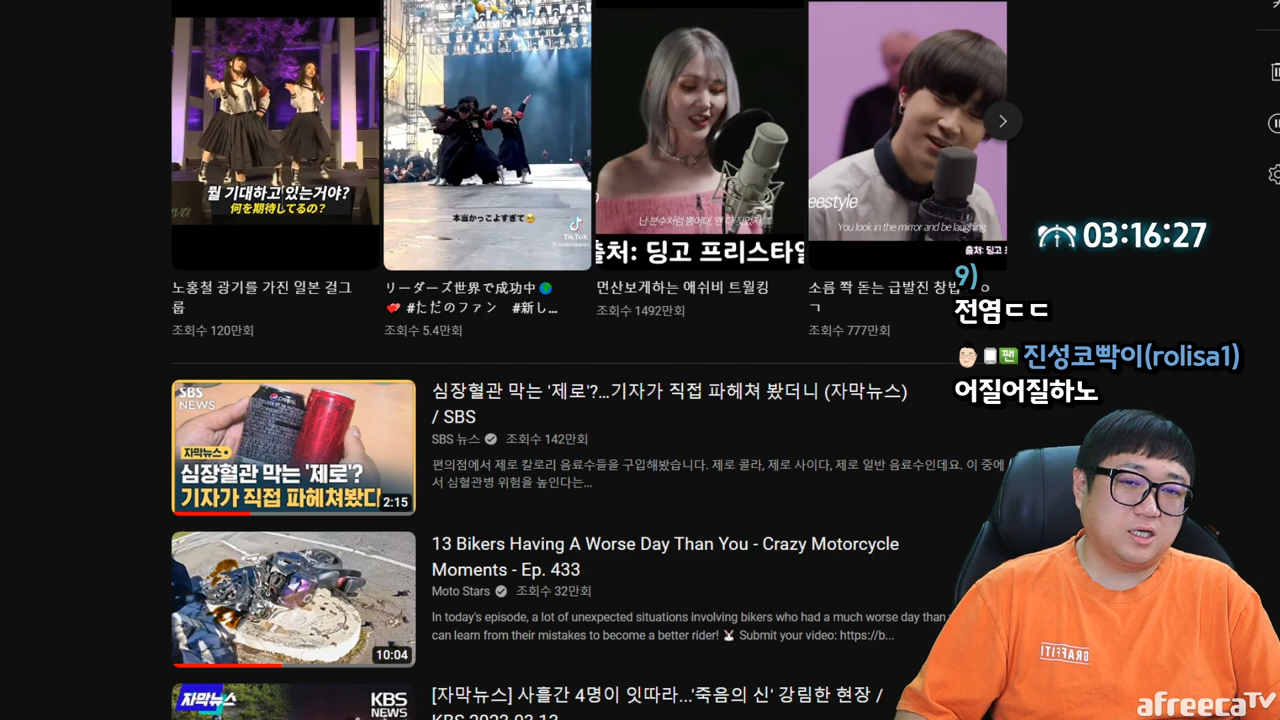 뭘 기대하고 있는거야?
何を期待してるの？
本当かっこよすぎて🥹
TikTok
난 분수처럼 뿜어대, 맨
출처: 딩고 프리스타일
eestyle
You look in the mirror and be laughing
출처: 딩고
노홍철 광기를 가진 일본 걸그룹
조회수 120만회
リーダーズ世界で成功中🌏
❤️ #ただのファン #新し...
조회수 5.4만회
먼산보게하는 애쉬비 트월킹
조회수 1492만회
소름 쫙 돋는 급발진 창법
조회수 777만회
03:16:27
9)
전염ㄷㄷ
팬 진성코빡이(rolisa1)
어질어질하노
SBS NEWS
자막뉴스
심장혈관 막는 '제로'?
기자가 직접 파헤쳐봤다
2:15
심장혈관 막는 '제로'?...기자가 직접 파헤쳐 봤더니 (자막뉴스)
/ SBS
SBS 뉴스 조회수 142만회
편의점에서 제로 칼로리 음료수들을 구입해봤습니다. 제로 콜라, 제로 사이다, 제로 일반 음료수인데요. 이 중에
서 심혈관병 위험을 높인다는...
13 Bikers Having A Worse Day Than You - Crazy Motorcycle
Moments - Ep. 433
Moto Stars 조회수 32만회
In today's episode, a lot of unexpected situations involving bikers who had a much worse day than
can learn from their mistakes to become a better rider! 🐰 Submit your video: https://b...
10:04
자막뉴스
KBS NEWS
[자막뉴스] 사흘간 4명이 잇따라...'죽음의 신' 강림한 현장 /
KBS 2023.03.13.
GRAFFITI
afreecaTV